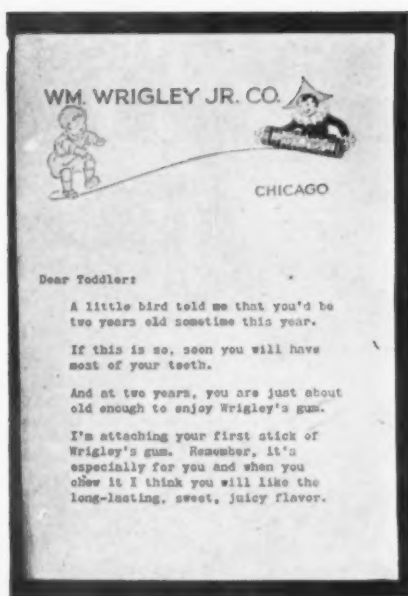 WM. WRIGLEY JR. CO.
CHICAGO
Dear Toddler:
A little bird told me that you'd be
two years old sometime this year.
If this is so, soon you will have
most of your teeth.
And at two years, you are just about
old enough to enjoy Wrigley's gum.
I'm attaching your first stick of
Wrigley's gum. Remember, it's
especially for you and when you
chew it I think you will like the
long-lasting, sweet, juicy flavor.